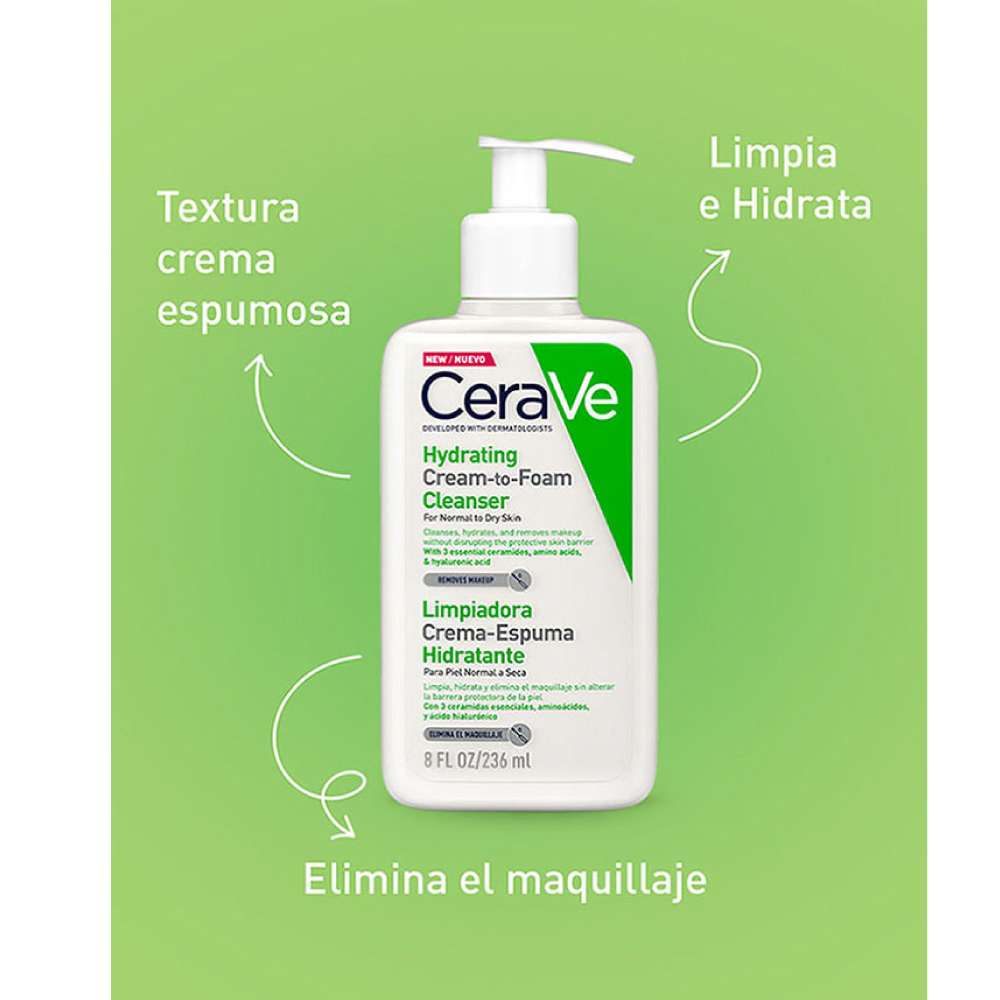 Textura
crema
espumosa
Limpia
e Hidrata
NEW / NUEVO
CeraVe
DEVELOPED WITH DERMATOLOGISTS
Hydrating
Cream-to-Foam
Cleanser
For Normal to Dry Skin
Cleanses, hydrates, and removes makeup
without disrupting the protective skin barrier
With 3 essential ceramides, amino acids,
& hyaluronic acid
REMOVES MAKEUP
Limpiadora
Crema-Espuma
Hidratante
Para Piel Normal a Seca
Limpia, hidrata y elimina el maquillaje sin alterar
la barrera protectora de la piel
Con 3 ceramidas esenciales, aminoácidos,
y ácido hialurónico
ELIMINA EL MAQUILLAJE
8 FL OZ/236 ml
Elimina el maquillaje